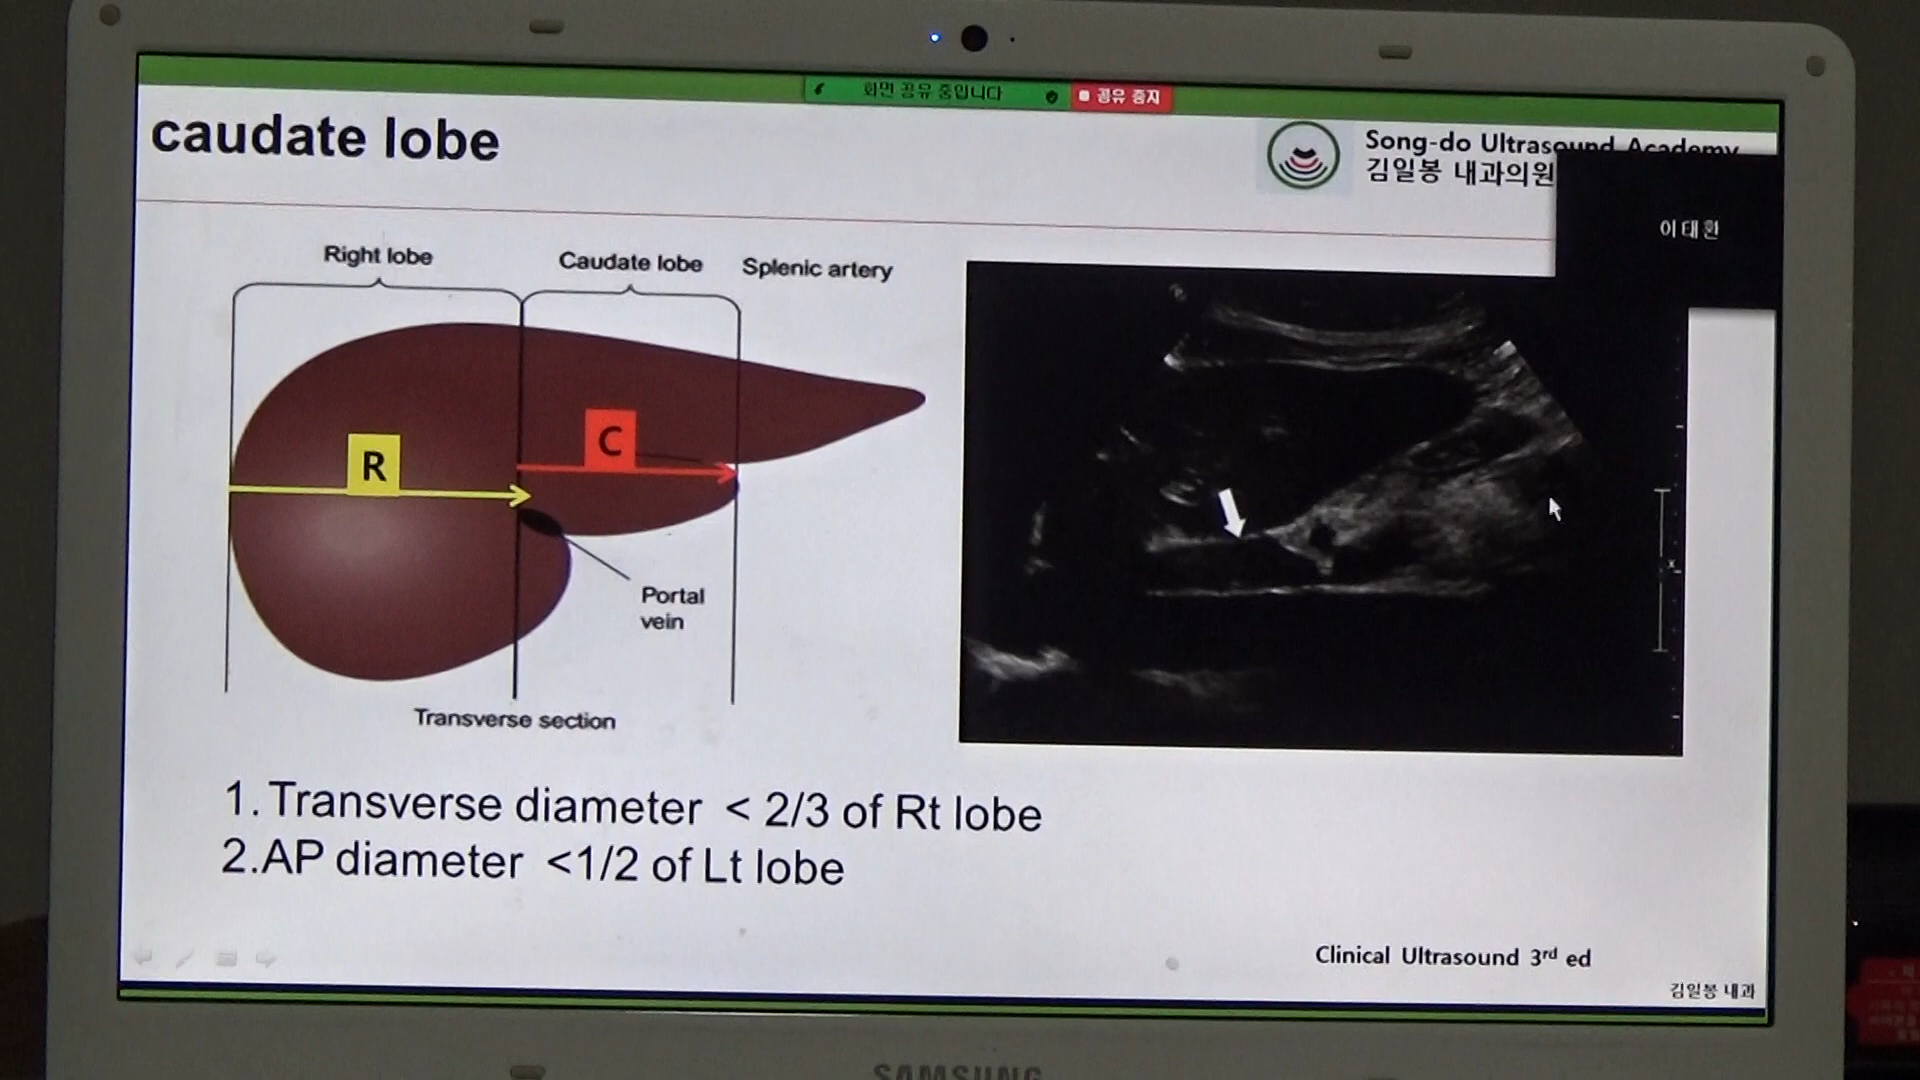 화면 공유 중입니다
공유 중지
caudate lobe
Song-do Ultrasound Academy
김일봉 내과의원
이태환
Right lobe
Caudate lobe
Splenic artery
R
C
Portal
vein
Transverse section
1. Transverse diameter < 2/3 of Rt lobe
2.AP diameter <1/2 of Lt lobe
Clinical Ultrasound 3rd ed
김일봉 내과
SAMSUNG